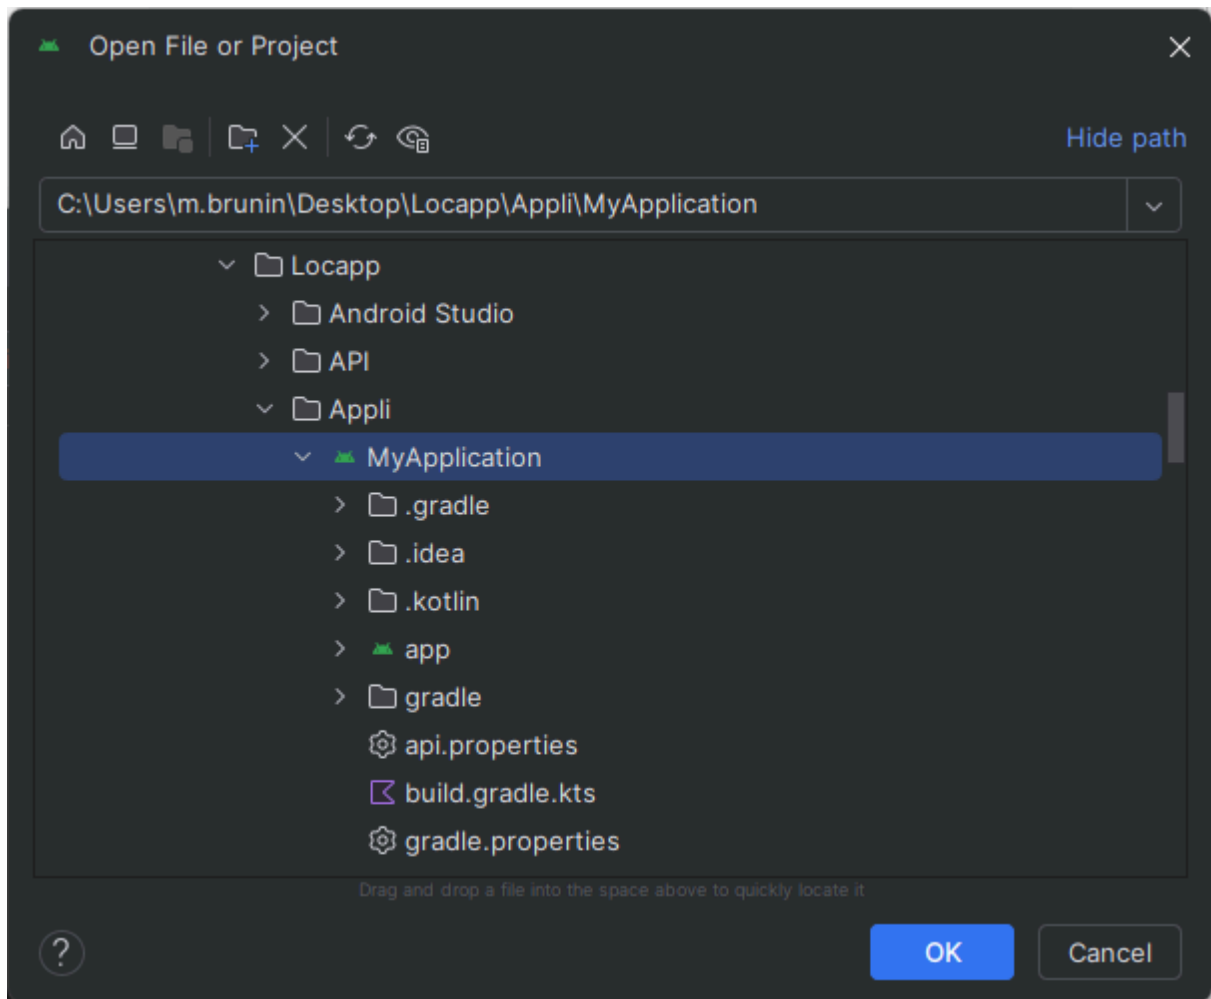 Open File or Project
Hide path
C:\Users\m.brunin\Desktop\Locapp\Appli\MyApplication
Locapp
Android Studio
API
Appli
MyApplication
.gradle
.idea
.kotlin
app
gradle
api.properties
build.gradle.kts
gradle.properties
Drag and drop a file into the space above to quickly locate it
?
OK
Cancel